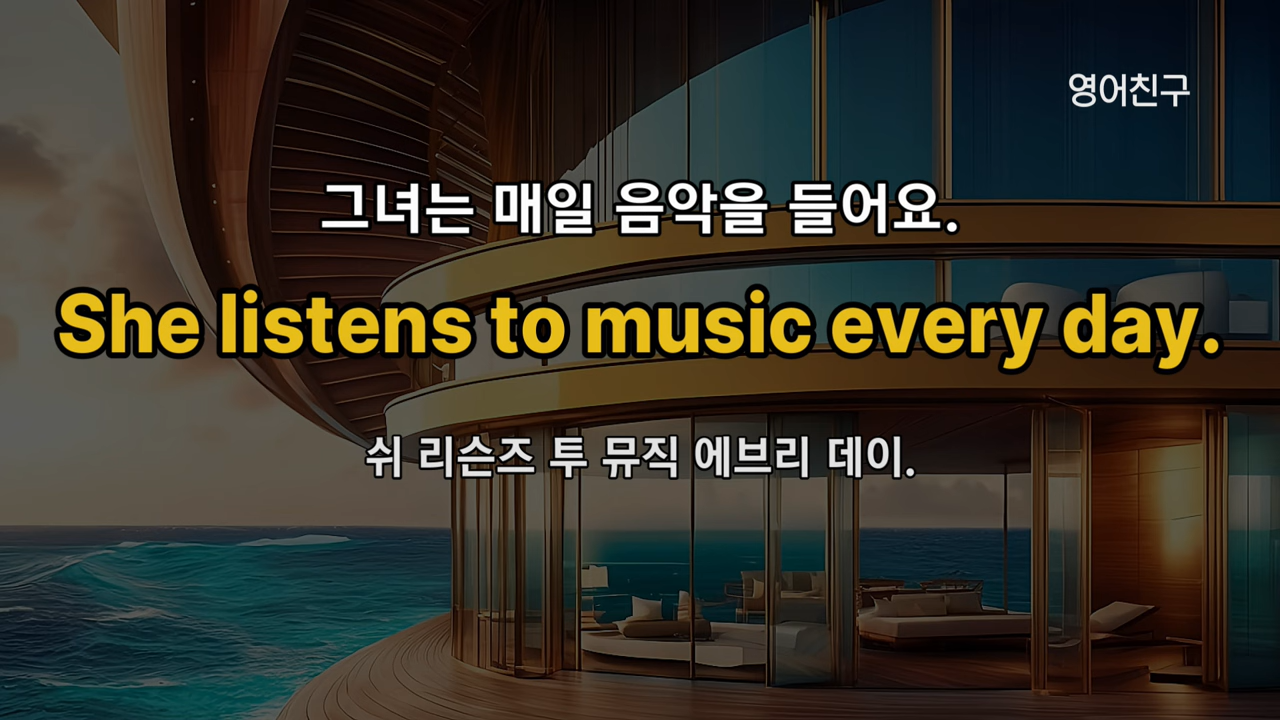 영어친구
그녀는 매일 음악을 들어요.
She listens to music every day.
쉬 리슨즈 투 뮤직 에브리 데이.